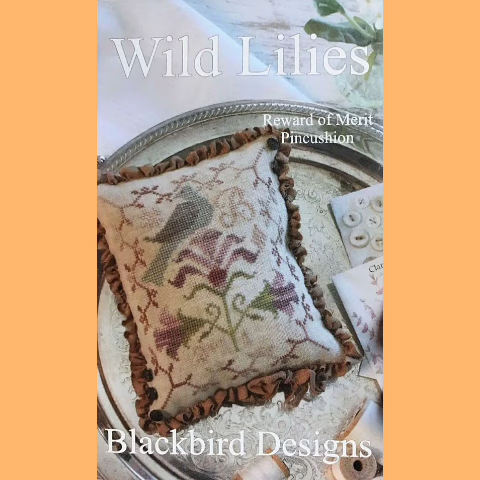 Wild Lilies
Reward of Merit
Pincushion
B
Blackbird Designs